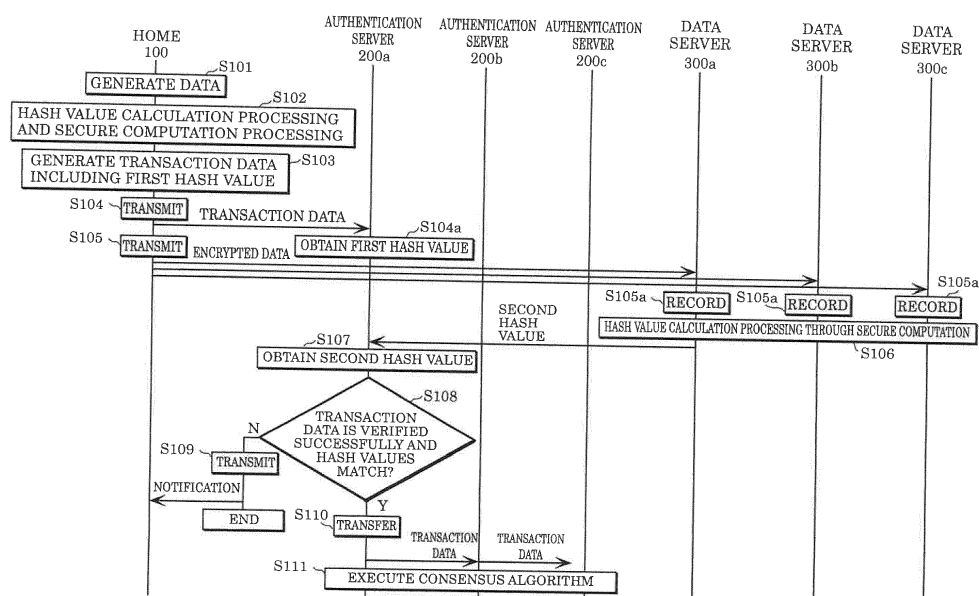 HOME
100
AUTHENTICATION
SERVER
200a
AUTHENTICATION
SERVER
200b
AUTHENTICATION
SERVER
200c
DATA
SERVER
300a
DATA
SERVER
300b
DATA
SERVER
300c
S101
GENERATE DATA
S102
HASH VALUE CALCULATION PROCESSING
AND SECURE COMPUTATION PROCESSING
S103
GENERATE TRANSACTION DATA
INCLUDING FIRST HASH VALUE
S104
TRANSMIT
TRANSACTION DATA
S104a
OBTAIN FIRST HASH VALUE
S105
TRANSMIT
ENCRYPTED DATA
S105a
RECORD
S105a
RECORD
S105a
RECORD
HASH VALUE CALCULATION PROCESSING THROUGH SECURE COMPUTATION
S106
SECOND
HASH
VALUE
S107
OBTAIN SECOND HASH VALUE
S108
TRANSACTION
DATA IS VERIFIED
SUCCESSFULLY AND
HASH VALUES
MATCH?
N
S109
TRANSMIT
NOTIFICATION
END
Y
S110
TRANSFER
TRANSACTION
DATA
TRANSACTION
DATA
S111
EXECUTE CONSENSUS ALGORITHM